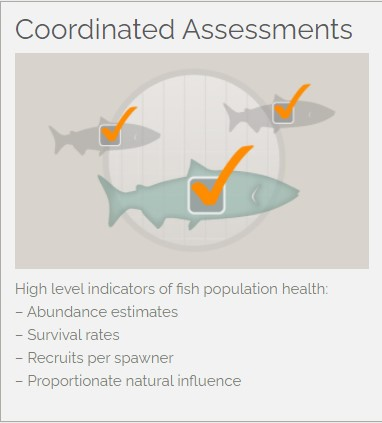 Coordinated Assessments
High level indicators of fish population health:
– Abundance estimates
– Survival rates
– Recruits per spawner
– Proportionate natural influence